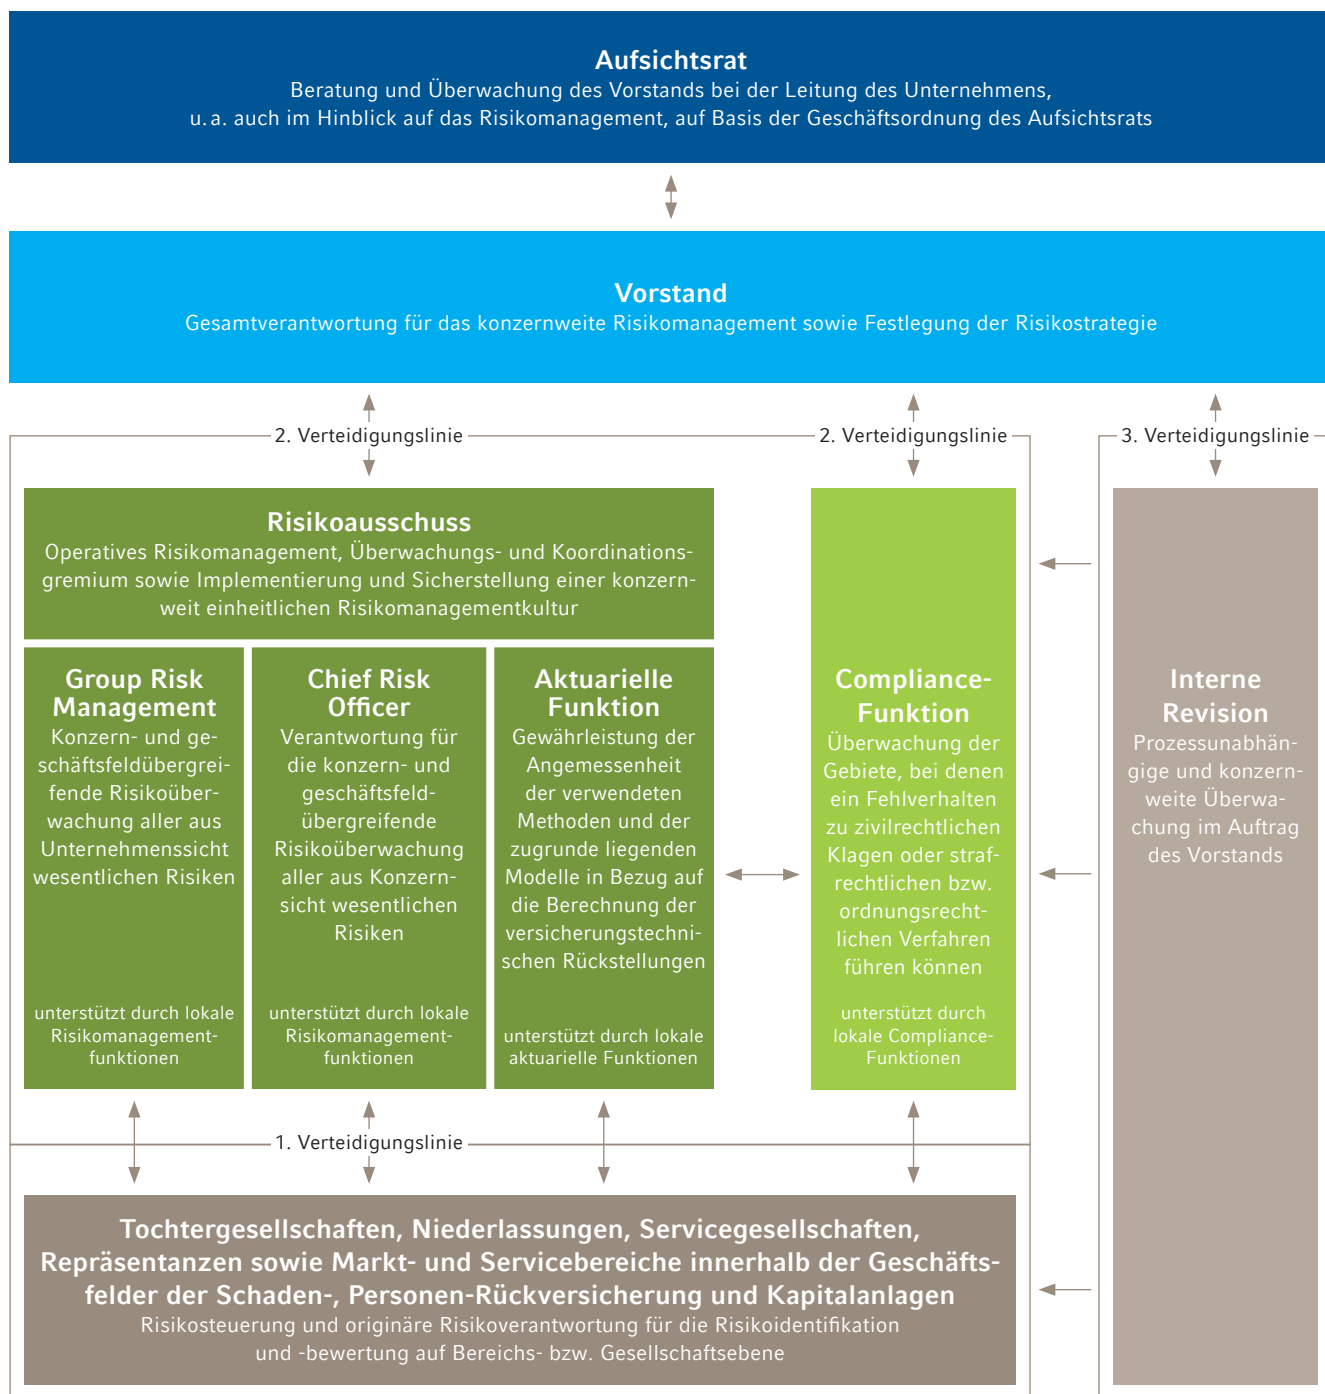 Aufsichtsrat
Beratung und Überwachung des Vorstands bei der Leitung des Unternehmens,
u. a. auch im Hinblick auf das Risikomanagement, auf Basis der Geschäftsordnung des Aufsichtsrats
Vorstand
Gesamtverantwortung für das konzernweite Risikomanagement sowie Festlegung der Risikostrategie
2. Verteidigungslinie
2. Verteidigungslinie
3. Verteidigungslinie
Risikoausschuss
Operatives Risikomanagement, Überwachungs- und Koordinations-
gremium sowie Implementierung und Sicherstellung einer konzern-
weit einheitlichen Risikomanagementkultur
Group Risk
Management
Konzern- und ge-
schäftsfeldübergrei-
fende Risikoüber-
wachung aller aus
Unternehmenssicht
wesentlichen Risiken
unterstützt durch lokale
Risikomanagement-
funktionen
Chief Risk
Officer
Verantwortung für
die konzern- und
geschäftsfeld-
übergreifende
Risikoüberwachung
aller aus Konzern-
sicht wesentlichen
Risiken
unterstützt durch lokale
Risikomanagement-
funktionen
Aktuarielle
Funktion
Gewährleistung der
Angemessenheit
der verwendeten
Methoden und der
zugrunde liegenden
Modelle in Bezug auf
die Berechnung der
versicherungstechni-
schen Rückstellungen
unterstützt durch lokale
aktuarielle Funktionen
Compliance-
Funktion
Überwachung der
Gebiete, bei denen
ein Fehlverhalten
zu zivilrechtlichen
Klagen oder straf-
rechtlichen bzw.
ordnungsrecht-
lichen Verfahren
führen können
unterstützt durch
lokale Compliance-
Funktionen
Interne
Revision
Prozessunabhän-
gige und konzern-
weite Überwa-
chung im Auftrag
des Vorstands
1. Verteidigungslinie
Tochtergesellschaften, Niederlassungen, Servicegesellschaften,
Repräsentanzen sowie Markt- und Servicebereiche innerhalb der Geschäfts-
felder der Schaden-, Personen-Rückversicherung und Kapitalanlagen
Risikosteuerung und originäre Risikoverantwortung für die Risikoidentifikation
und -bewertung auf Bereichs- bzw. Gesellschaftsebene